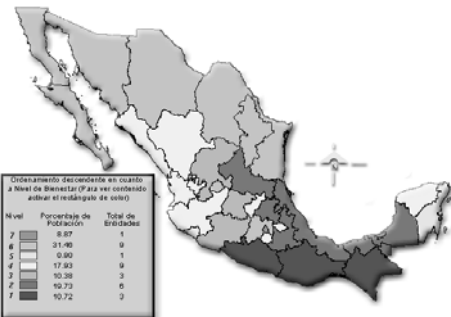 Ordenamiento descendente en cuanto
a Nivel de Bienestar (Para ver contenido
activar el rectángulo de color)
Nivel Porcentaje de Población Total de Entidades
7 8.87 1
6 31.46 9
5 0.90 1
4 17.93 9
3 10.38 3
2 19.73 6
1 10.72 3